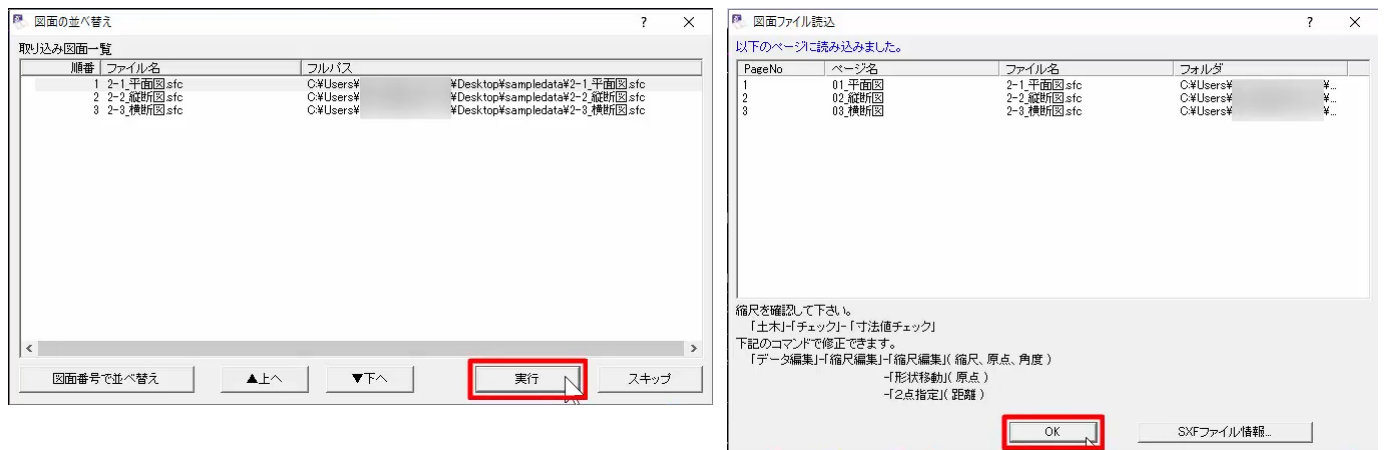 図面の並べ替え ? ×
取り込み図面一覧
順番 ファイル名 フルパス
1 2-1_平面図.sfc C:¥Users¥ ¥Desktop¥sampledata¥2-1_平面図.sfc
2 2-2_縦断図.sfc C:¥Users¥ ¥Desktop¥sampledata¥2-2_縦断図.sfc
3 2-3_横断図.sfc C:¥Users¥ ¥Desktop¥sampledata¥2-3_横断図.sfc
図面番号で並べ替え ▲上へ ▼下へ 実行 スキップ
図面ファイル読込 ? ×
以下のページに読み込みました。
PageNo ページ名 ファイル名 フォルダ
1 01_平面図 2-1_平面図.sfc C:¥Users¥ ¥...
2 02_縦断図 2-2_縦断図.sfc C:¥Users¥ ¥...
3 03_横断図 2-3_横断図.sfc C:¥Users¥ ¥...
縮尺を確認して下さい。
「土木」-「チェック」-「寸法値チェック」
下記のコマンドで修正できます。
「データ編集」-「縮尺編集」-「縮尺編集」( 縮尺、原点、角度 )
-「形状移動」( 原点 )
-「2点指定」( 距離 )
OK SXFファイル情報...